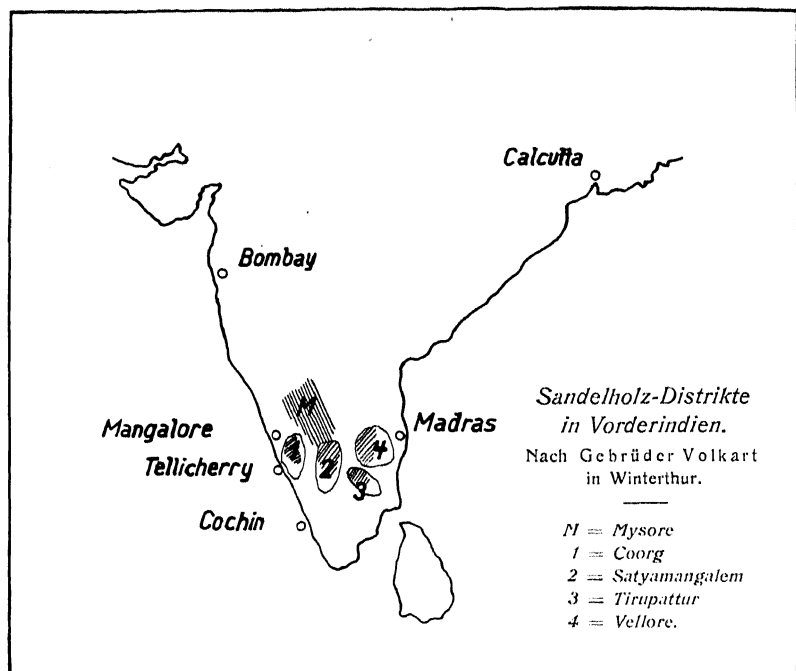 Calcutta
Bombay
M
Mangalore
Madras
1
4
Tellicherry
2
3
Cochin
Sandelholz-Distrikte
in Vorderindien.
Nach Gebrüder Volkart
in Winterthur.
M = Mysore
1 = Coorg
2 = Satyamangalem
3 = Tirupattur
4 = Vellore.